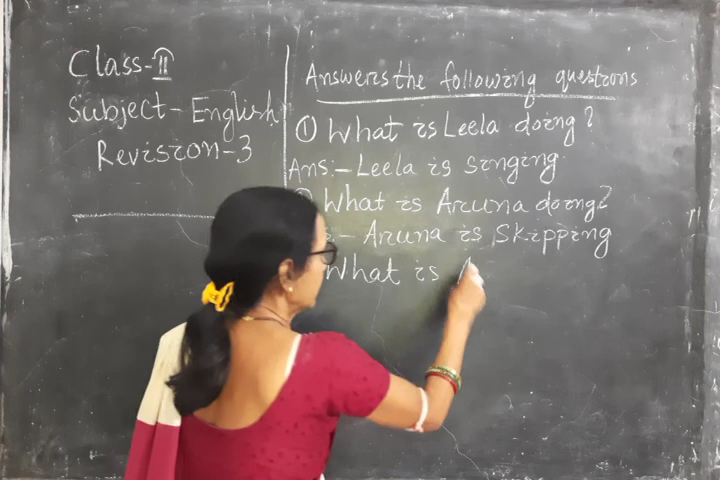 Class-II
Subject-English
Revision-3
Answers the following questions
① What is Leela doing?
Ans:-Leela is singing.
What is Aruna doing?
:- Aruna is Skipping
What is